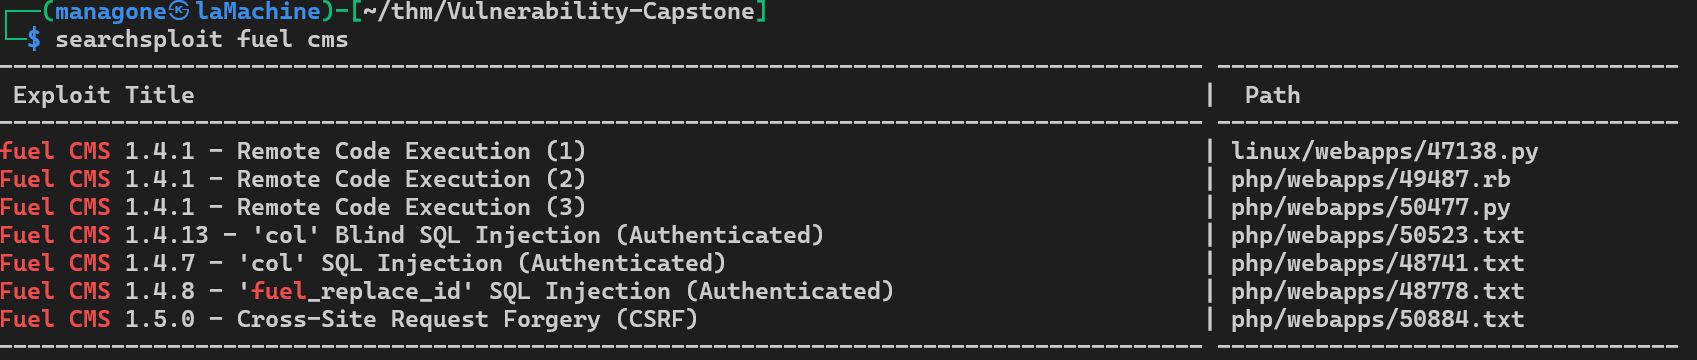 ┌──(managone㉿laMachine)-[~/thm/Vulnerability-Capstone]
└─$ searchsploit fuel cms
Exploit Title | Path
fuel CMS 1.4.1 - Remote Code Execution (1) | linux/webapps/47138.py
Fuel CMS 1.4.1 - Remote Code Execution (2) | php/webapps/49487.rb
Fuel CMS 1.4.1 - Remote Code Execution (3) | php/webapps/50477.py
Fuel CMS 1.4.13 - 'col' Blind SQL Injection (Authenticated) | php/webapps/50523.txt
Fuel CMS 1.4.7 - 'col' SQL Injection (Authenticated) | php/webapps/48741.txt
Fuel CMS 1.4.8 - 'fuel_replace_id' SQL Injection (Authenticated) | php/webapps/48778.txt
Fuel CMS 1.5.0 - Cross-Site Request Forgery (CSRF) | php/webapps/50884.txt